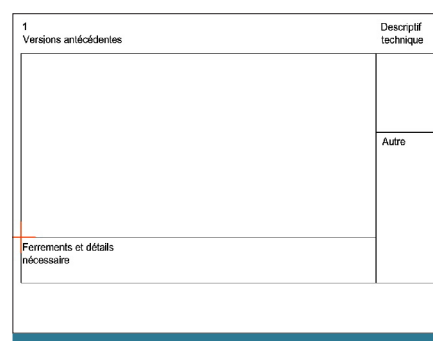 1
Versions antécédentes
Descriptif
technique
Autre
Ferrements et détails
nécessaire